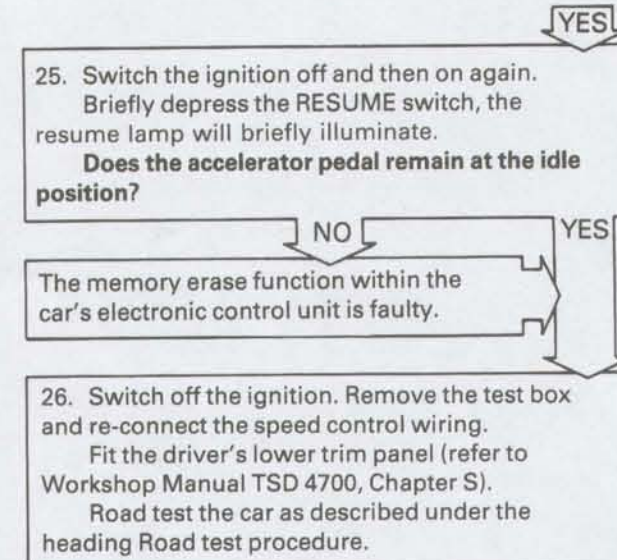 YES
25. Switch the ignition off and then on again.
Briefly depress the RESUME switch, the
resume lamp will briefly illuminate.
Does the accelerator pedal remain at the idle
position?
NO
YES
The memory erase function within the
car's electronic control unit is faulty.
26. Switch off the ignition. Remove the test box
and re-connect the speed control wiring.
Fit the driver's lower trim panel (refer to
Workshop Manual TSD 4700, Chapter S).
Road test the car as described under the
heading Road test procedure.